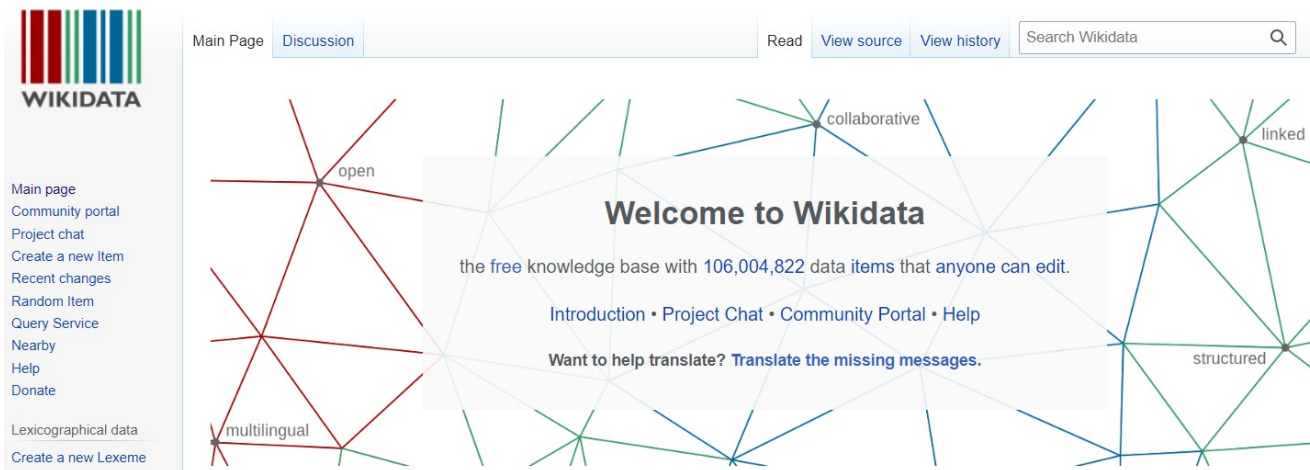 WIKIDATA
Main Page Discussion
Read View source View history Search Wikidata
Main page
Community portal
Project chat
Create a new Item
Recent changes
Random Item
Query Service
Nearby
Help
Donate
Lexicographical data
Create a new Lexeme
collaborative
linked
open
Welcome to Wikidata
the free knowledge base with 106,004,822 data items that anyone can edit.
Introduction • Project Chat • Community Portal • Help
Want to help translate? Translate the missing messages.
structured
multilingual